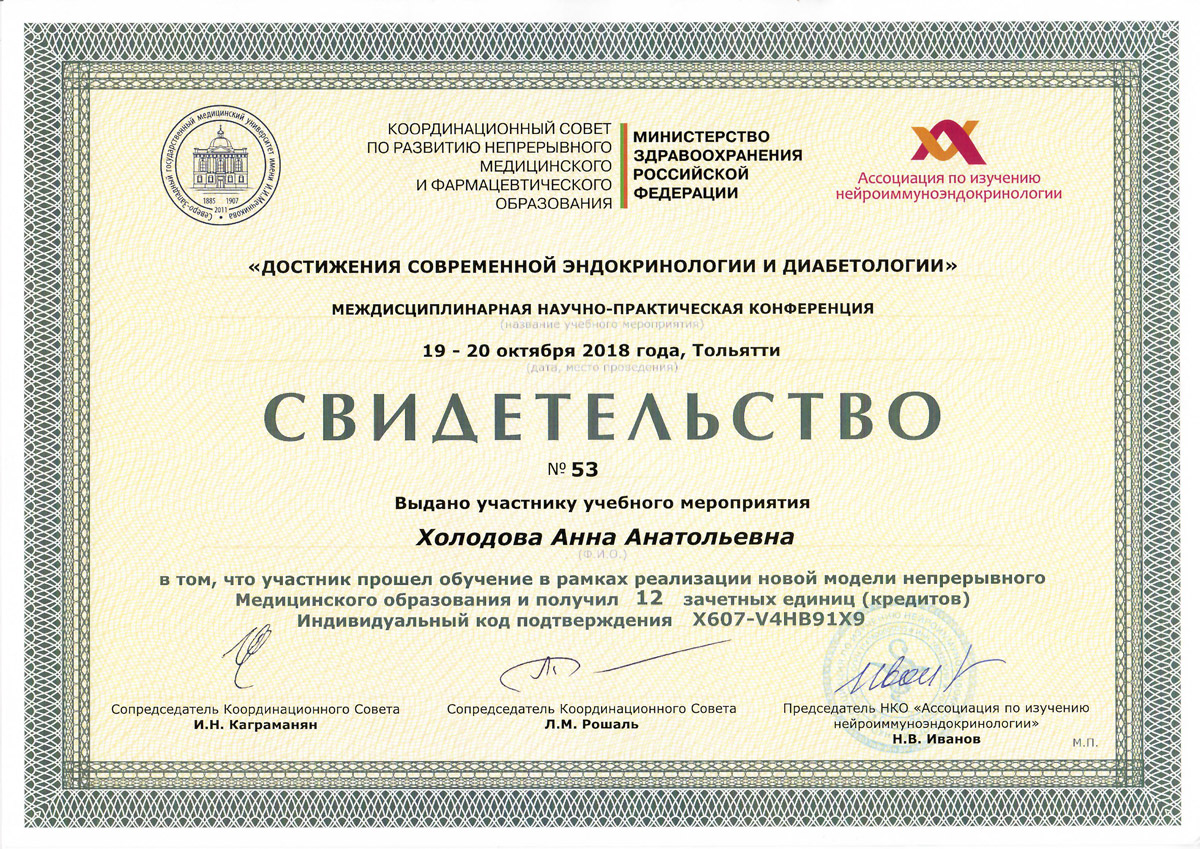 Северо-Западный государственный медицинский университет имени И.И.Мечникова
1885 1907
2011
КООРДИНАЦИОННЫЙ СОВЕТ
ПО РАЗВИТИЮ НЕПРЕРЫВНОГО
МЕДИЦИНСКОГО
И ФАРМАЦЕВТИЧЕСКОГО
ОБРАЗОВАНИЯ
МИНИСТЕРСТВО
ЗДРАВООХРАНЕНИЯ
РОССИЙСКОЙ
ФЕДЕРАЦИИ
Ассоциация по изучению
нейроиммуноэндокринологии
«ДОСТИЖЕНИЯ СОВРЕМЕННОЙ ЭНДОКРИНОЛОГИИ И ДИАБЕТОЛОГИИ»
МЕЖДИСЦИПЛИНАРНАЯ НАУЧНО-ПРАКТИЧЕСКАЯ КОНФЕРЕНЦИЯ
(название учебного мероприятия)
19 - 20 октября 2018 года, Тольятти
(дата, место проведения)
СВИДЕТЕЛЬСТВО
№ 53
Выдано участнику учебного мероприятия
Холодова Анна Анатольевна
(Ф.И.О.)
в том, что участник прошел обучение в рамках реализации новой модели непрерывного
Медицинского образования и получил 12 зачетных единиц (кредитов)
Индивидуальный код подтверждения X607-V4HB91X9
Сопредседатель Координационного Совета
И.Н. Каграманян
Сопредседатель Координационного Совета
Л.М. Рошаль
Председатель НКО «Ассоциация по изучению
нейроиммуноэндокринологии»
Н.В. Иванов
М.П.